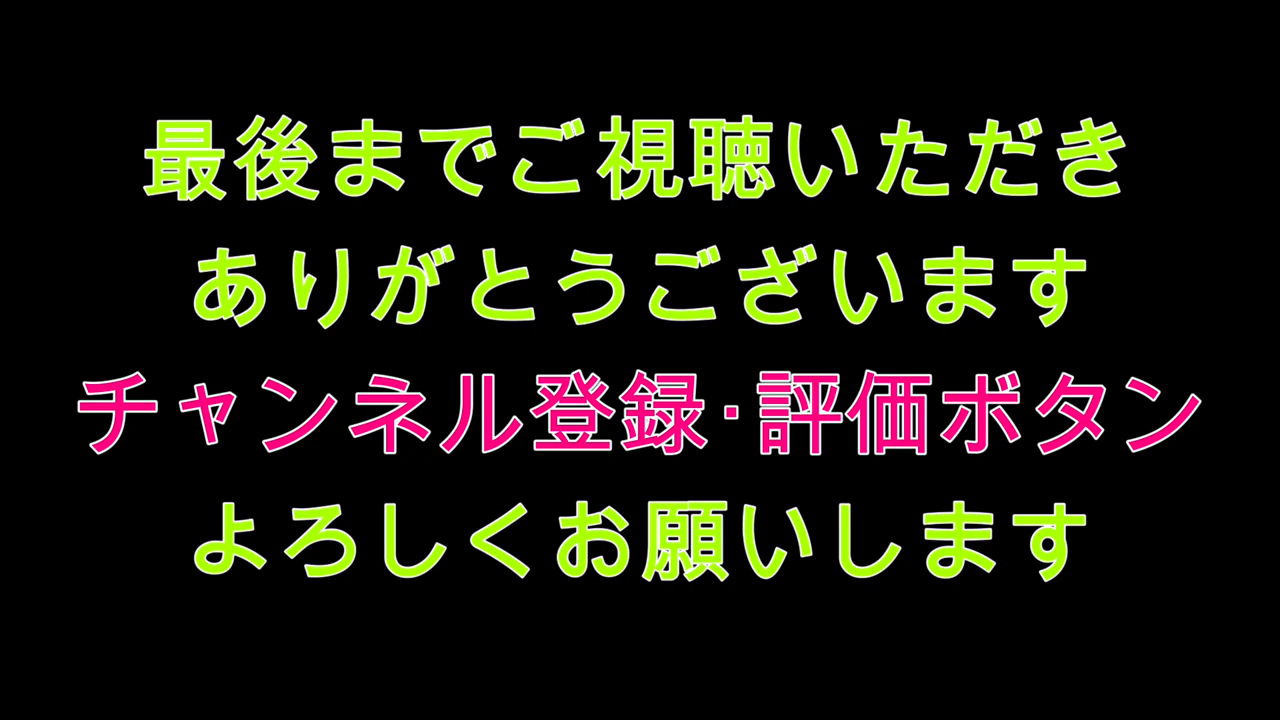 最後までご視聴いただき
ありがとうございます
チャンネル登録・評価ボタン
よろしくお願いします